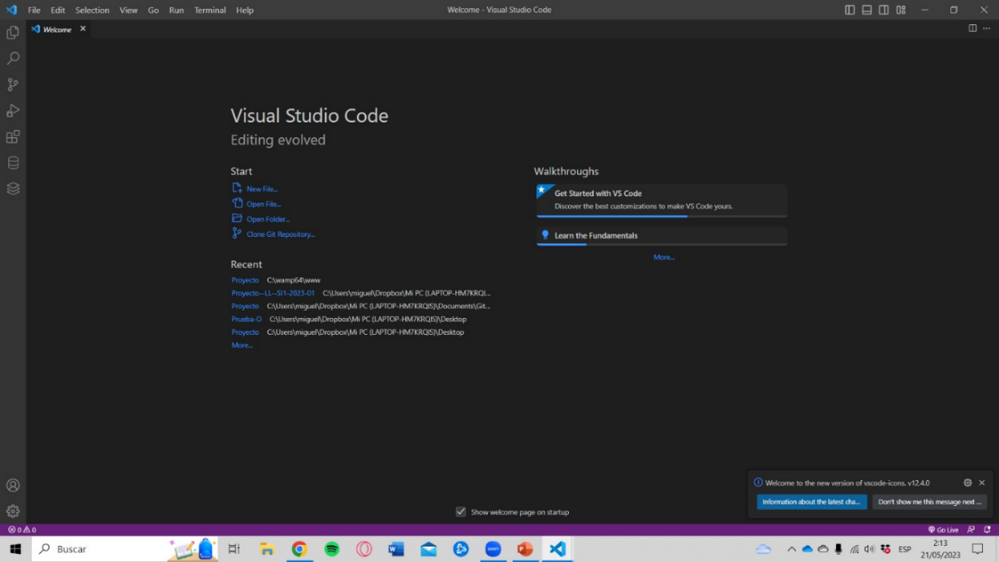 File Edit Selection View Go Run Terminal Help
Welcome - Visual Studio Code
Welcome
Visual Studio Code
Editing evolved
Start
New File...
Open File...
Open Folder...
Clone Git Repository...
Recent
Proyecto C:\wamp64\www
Proyecto--LL--SI1-2023-01 C:\Users\miguel\Dropbox\Mi PC (LAPTOP-HM7KRQI...
Proyecto C:\Users\miguel\Dropbox\Mi PC (LAPTOP-HM7KRQIS)\Documents\Git...
Prueba-O C:\Users\miguel\Dropbox\Mi PC (LAPTOP-HM7KRQIS)\Desktop
Proyecto C:\Users\miguel\Dropbox\Mi PC (LAPTOP-HM7KRQIS)\Desktop
More...
Walkthroughs
Get Started with VS Code
Discover the best customizations to make VS Code yours.
Learn the Fundamentals
More...
Welcome to the new version of vscode-icons. v12.4.0
Information about the latest cha...
Don't show me this message next ...
Show welcome page on startup
0 0
Go Live
Buscar
zoom
ESP
2:13
21/05/2023